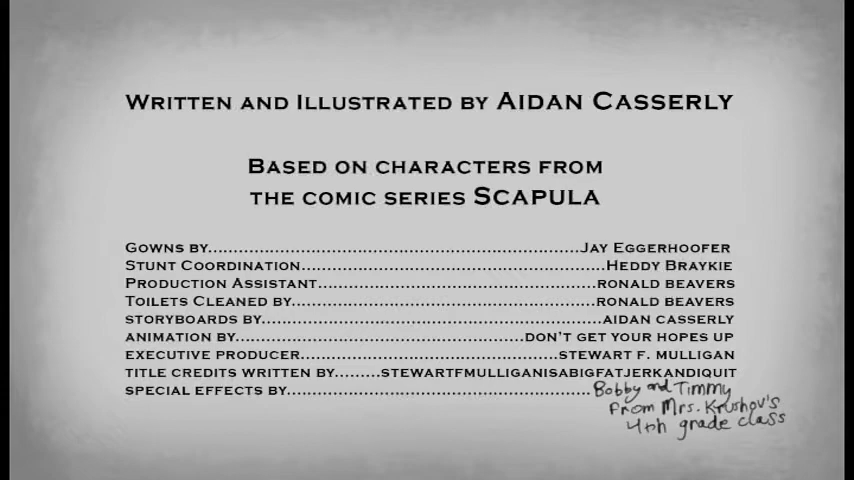 WRITTEN AND ILLUSTRATED BY AIDAN CASSERLY
BASED ON CHARACTERS FROM
THE COMIC SERIES SCAPULA
GOWNS BY..........................................................JAY EGGERHOOFER
STUNT COORDINATION................................................HEDDY BRAYKIE
PRODUCTION ASSISTANT............................................RONALD BEAVERS
TOILETS CLEANED BY................................................RONALD BEAVERS
STORYBOARDS BY.....................................................AIDAN CASSERLY
ANIMATION BY.............................................DON'T GET YOUR HOPES UP
EXECUTIVE PRODUCER.........................................STEWART F. MULLIGAN
TITLE CREDITS WRITTEN BY.........STEWARTFMULLIGANISABIGFATJERKANDIQUIT
SPECIAL EFFECTS BY................................................Bobby and Timmy
From Mrs. Krushov's
4th grade class